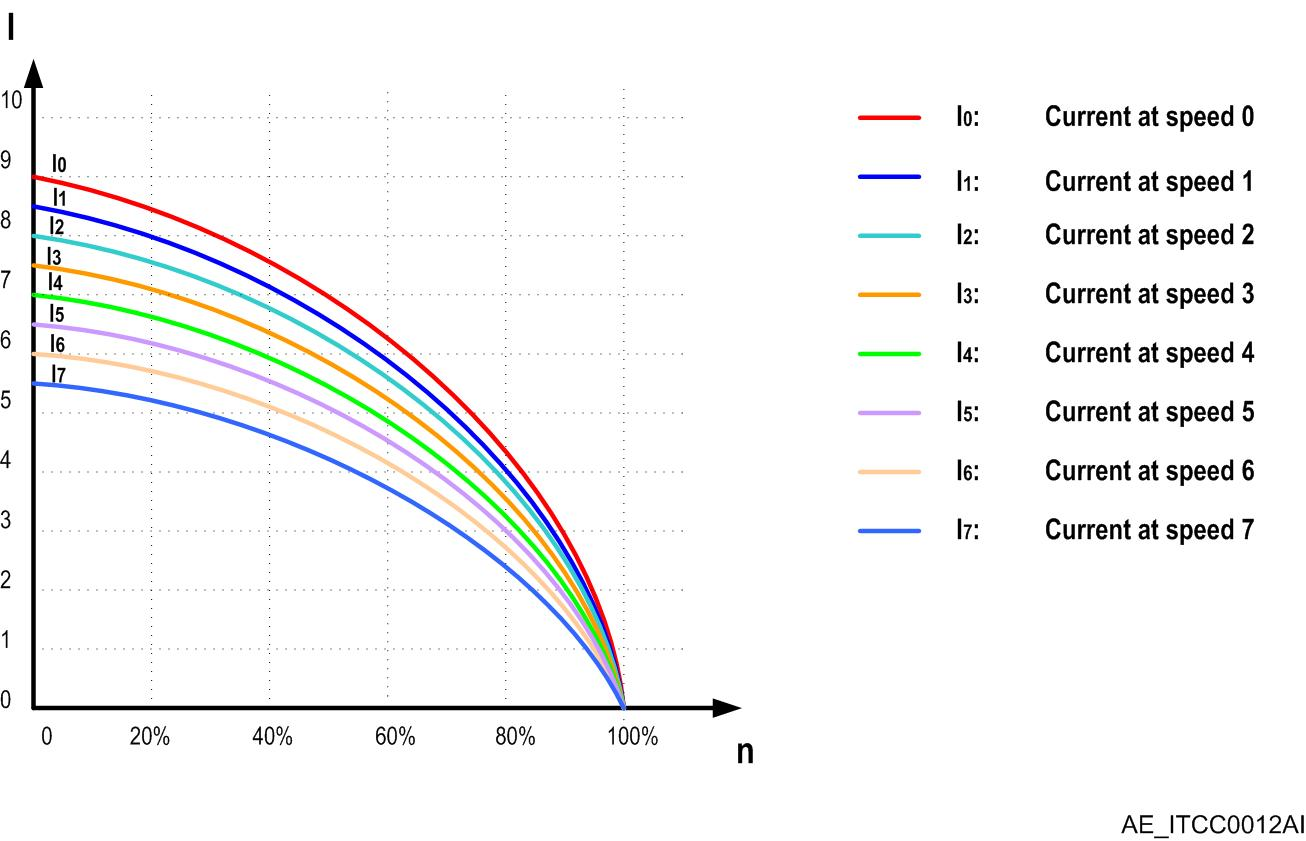 I
10
9
8
7
6
5
4
3
2
1
0
I0
I1
I2
I3
I4
I5
I6
I7
0 20% 40% 60% 80% 100%
n
I0: Current at speed 0
I1: Current at speed 1
I2: Current at speed 2
I3: Current at speed 3
I4: Current at speed 4
I5: Current at speed 5
I6: Current at speed 6
I7: Current at speed 7
AE_ITCC0012AI